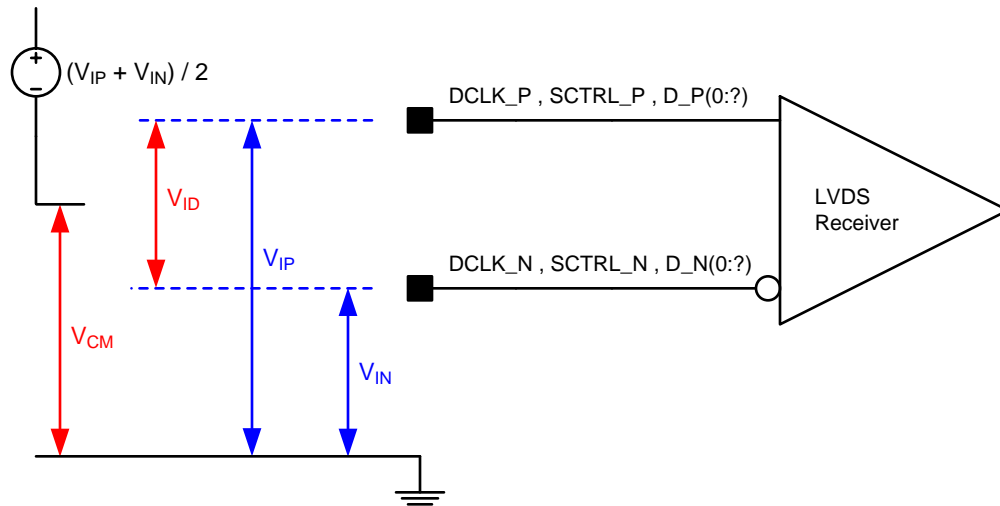 +
−
(VIP + VIN) / 2
DCLK_P , SCTRL_P , D_P(0:?)
VID
LVDS
Receiver
VIP
DCLK_N , SCTRL_N , D_N(0:?)
VCM
VIN